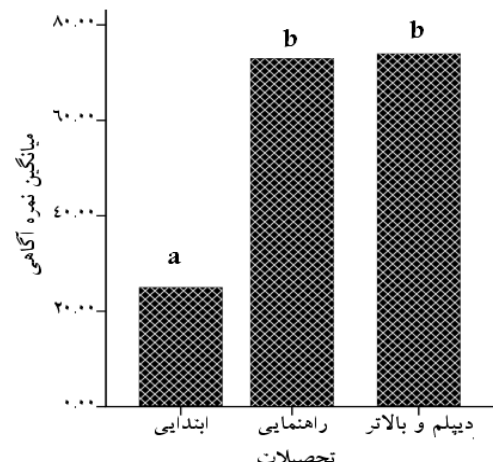 میانگین نمره آگاهی
۸۰.۰۰
۶۰.۰۰
۴۰.۰۰
۲۰.۰۰
۰.۰۰
a
b
b
ابتدایی
راهنمایی
دیپلم و بالاتر
تحصیلات